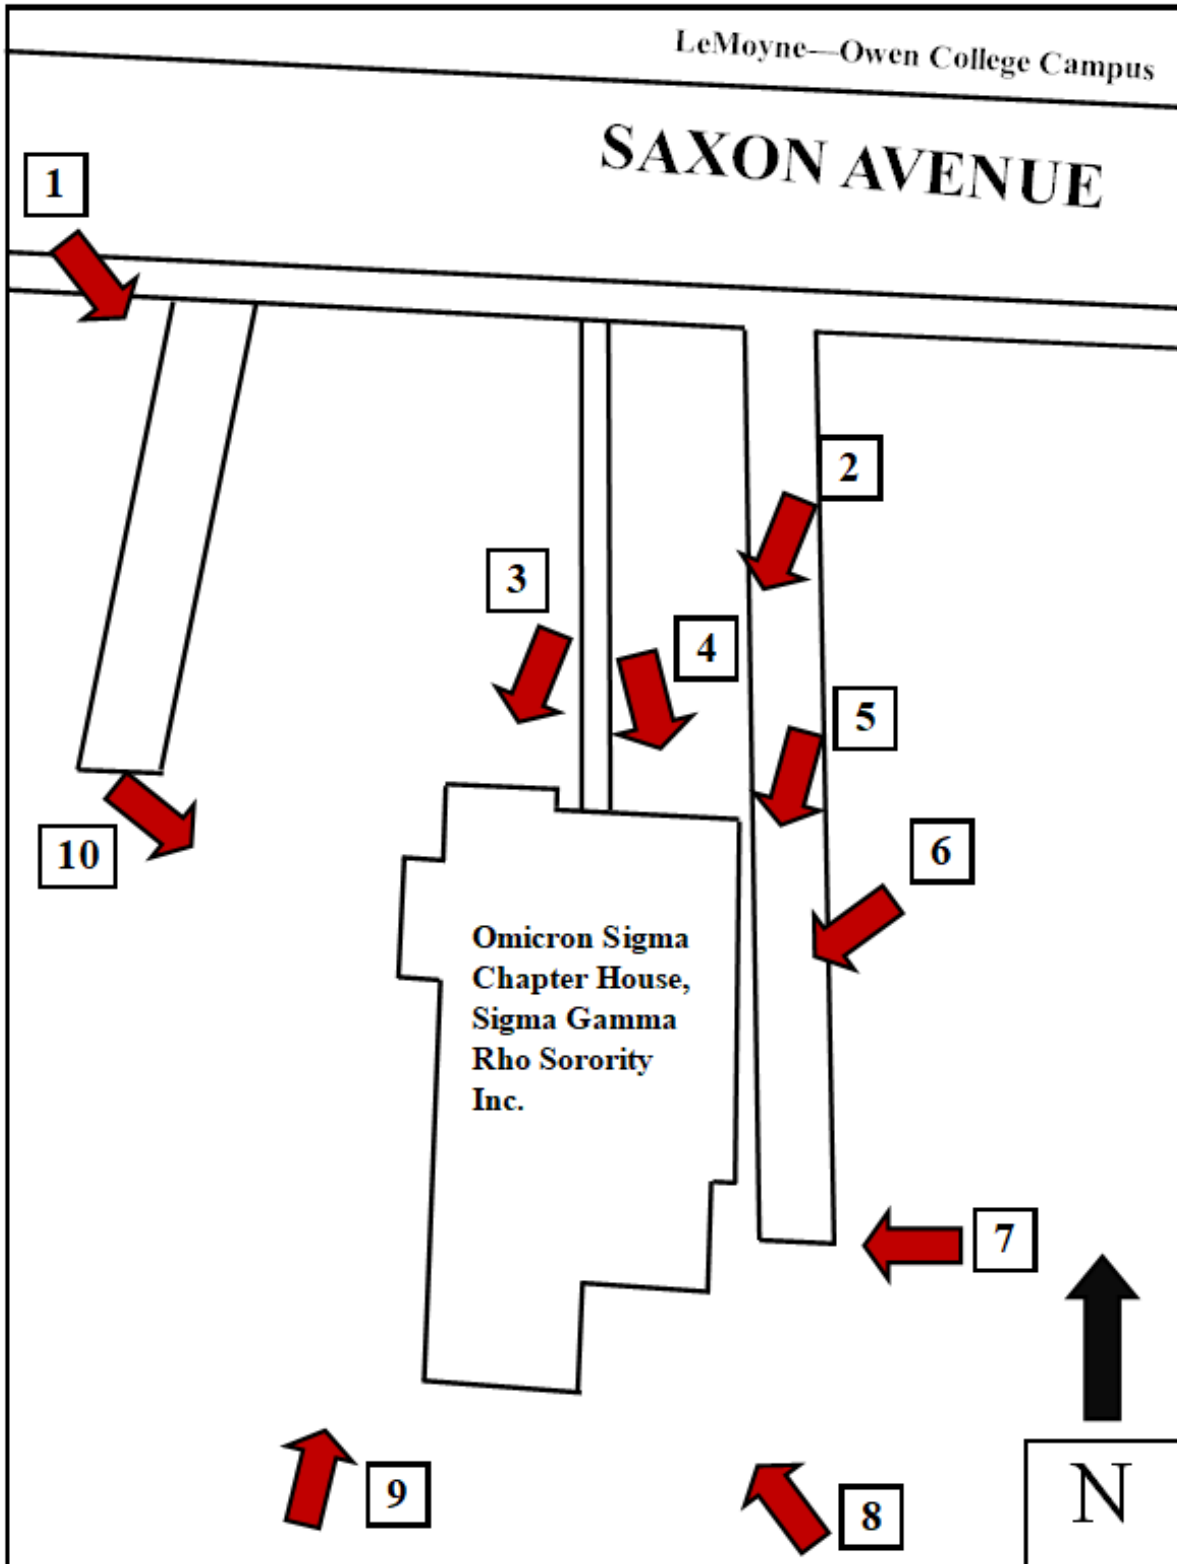 LeMoyne—Owen College Campus
SAXON AVENUE
1
2
3
4
5
6
10
Omicron Sigma
Chapter House,
Sigma Gamma
Rho Sorority
Inc.
7
9
8
N